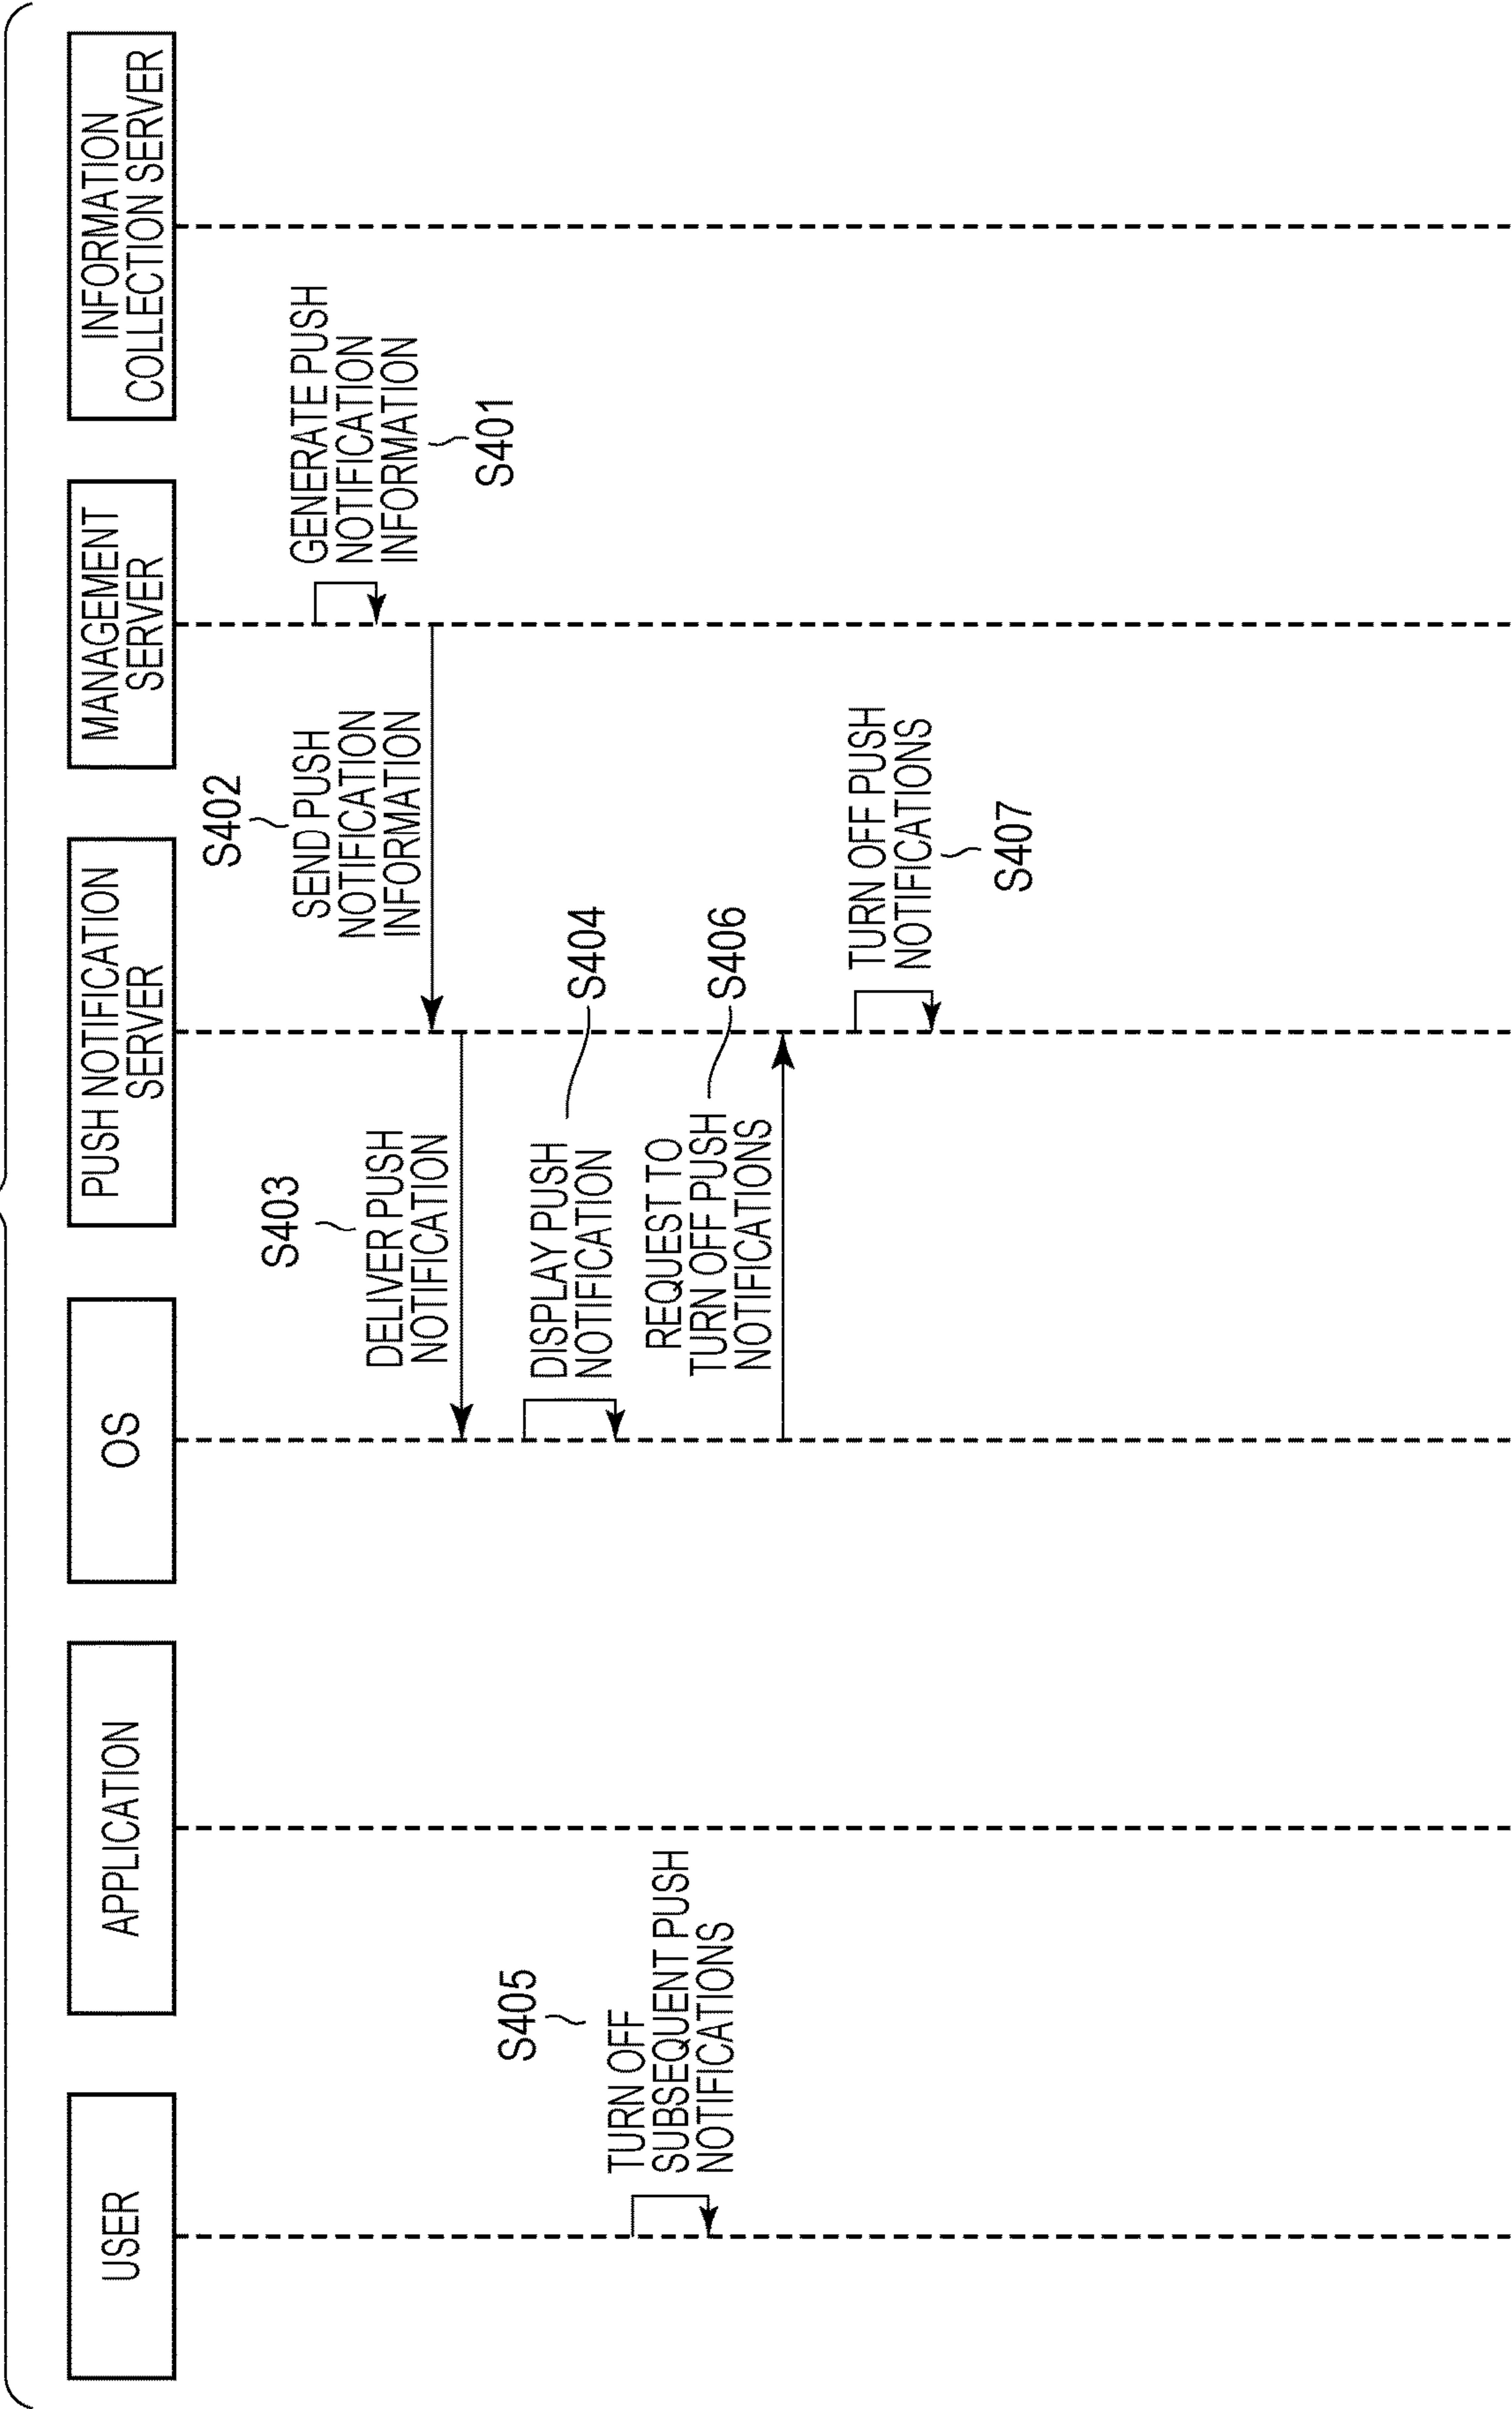 USER
APPLICATION
OS
PUSH NOTIFICATION
SERVER
MANAGEMENT
SERVER
INFORMATION
COLLECTION SERVER
GENERATE PUSH
NOTIFICATION
INFORMATION
S401
S402
SEND PUSH
NOTIFICATION
INFORMATION
S403
DELIVER PUSH
NOTIFICATION
DISPLAY PUSH
NOTIFICATION
S404
S405
TURN OFF
SUBSEQUENT PUSH
NOTIFICATIONS
REQUEST TO
TURN OFF PUSH
NOTIFICATIONS
S406
TURN OFF PUSH
NOTIFICATIONS
S407